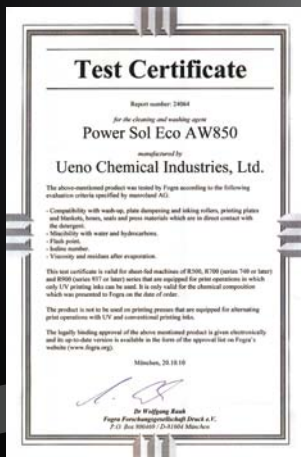 Test Certificate
Report number: 24064
for the cleaning and washing agent
Power Sol Eco AW850
manufactured by
Ueno Chemical Industries, Ltd.
The above-mentioned product was tested by Fogra according to the following
evaluation criteria specified by manroland AG.
- Compatibility with wash-up, plate dampening and inking rollers, printing plates
and blankets, hoses, seals and press materials which are in direct contact with
the detergent.
- Miscibility with water and hydrocarbons.
- Flash point.
- Iodine number.
- Viscosity and residues after evaporation.
This test certificate is valid for sheet-fed machines of R500, R700 (series 740 or later)
and R900 (series 937 or later) series that are equipped for print operations in which
only UV printing inks can be used. It is only valid for the chemical composition
which was presented to Fogra on the date of order.
The product is not to be used on printing presses that are equipped for alternating
print operations with UV and conventional printing inks.
The legally binding approval of the above mentioned product is given electronically
and its up-to-date version is available in the form of the approval list on Fogra's
website (www.fogra.org).
München, 20.10.10
Dr Wolfgang Rauh
Fogra Forschungsgesellschaft Druck e.V.
P.O. Box 800469 / D-81604 München